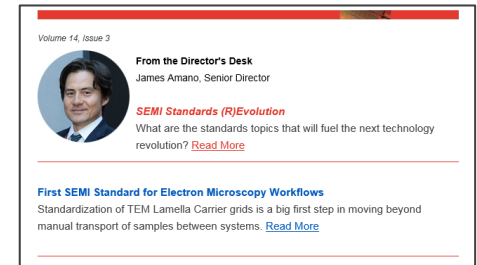 Volume 14, Issue 3
From the Director's Desk
James Amano, Senior Director
SEMI Standards (R)Evolution
What are the standards topics that will fuel the next technology
revolution? Read More
First SEMI Standard for Electron Microscopy Workflows
Standardization of TEM Lamella Carrier grids is a big first step in moving beyond
manual transport of samples between systems. Read More